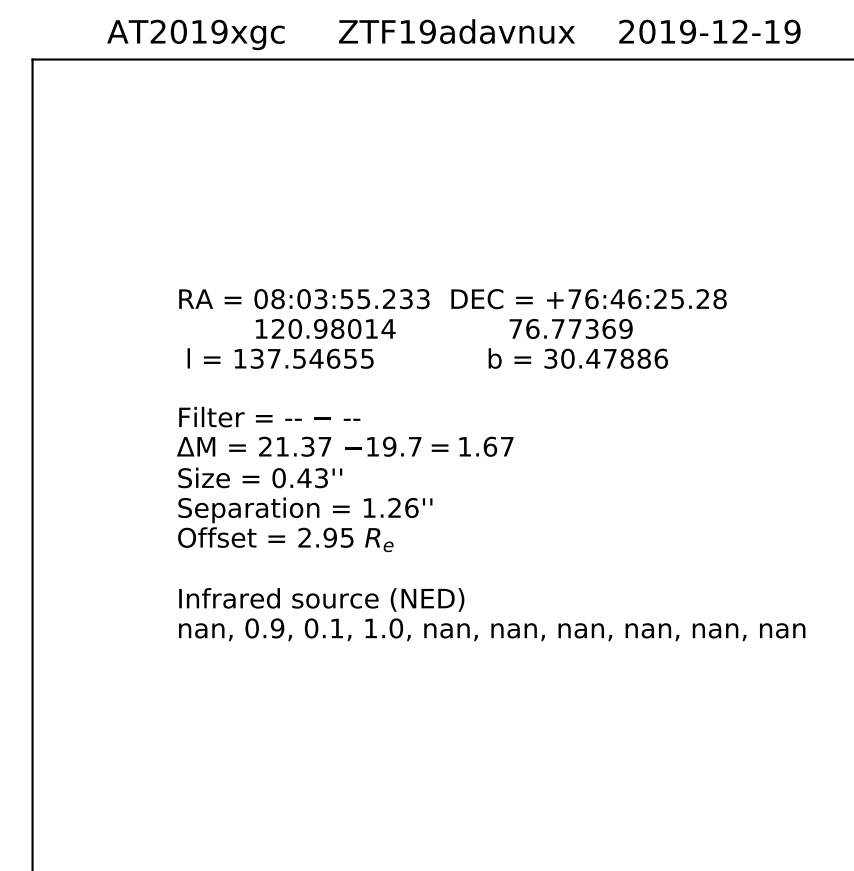 AT2019xgc ZTF19adavnux 2019-12-19
RA = 08:03:55.233 DEC = +76:46:25.28
120.98014 76.77369
l = 137.54655 b = 30.47886
Filter = -- − --
ΔM = 21.37 −19.7 = 1.67
Size = 0.43''
Separation = 1.26''
Offset = 2.95 Rₑ
Infrared source (NED)
nan, 0.9, 0.1, 1.0, nan, nan, nan, nan, nan, nan